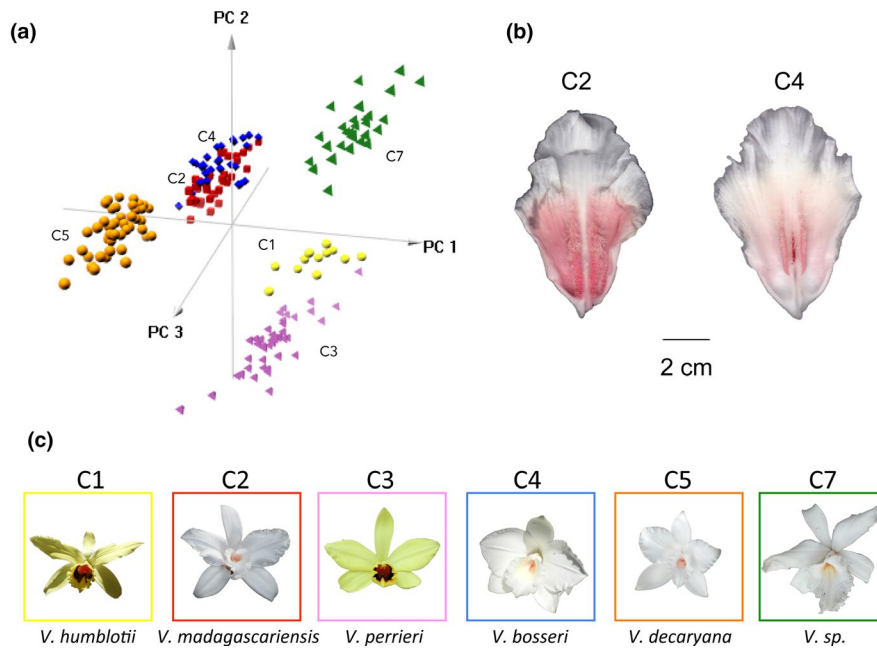 (a)
PC 2
C4
C2
C7
C5
C1
PC 1
PC 3
C3
(b)
C2
C4
2 cm
(c)
C1
C2
C3
C4
C5
C7
V. humblotii
V. madagascariensis
V. perrieri
V. bosseri
V. decaryana
V. sp.